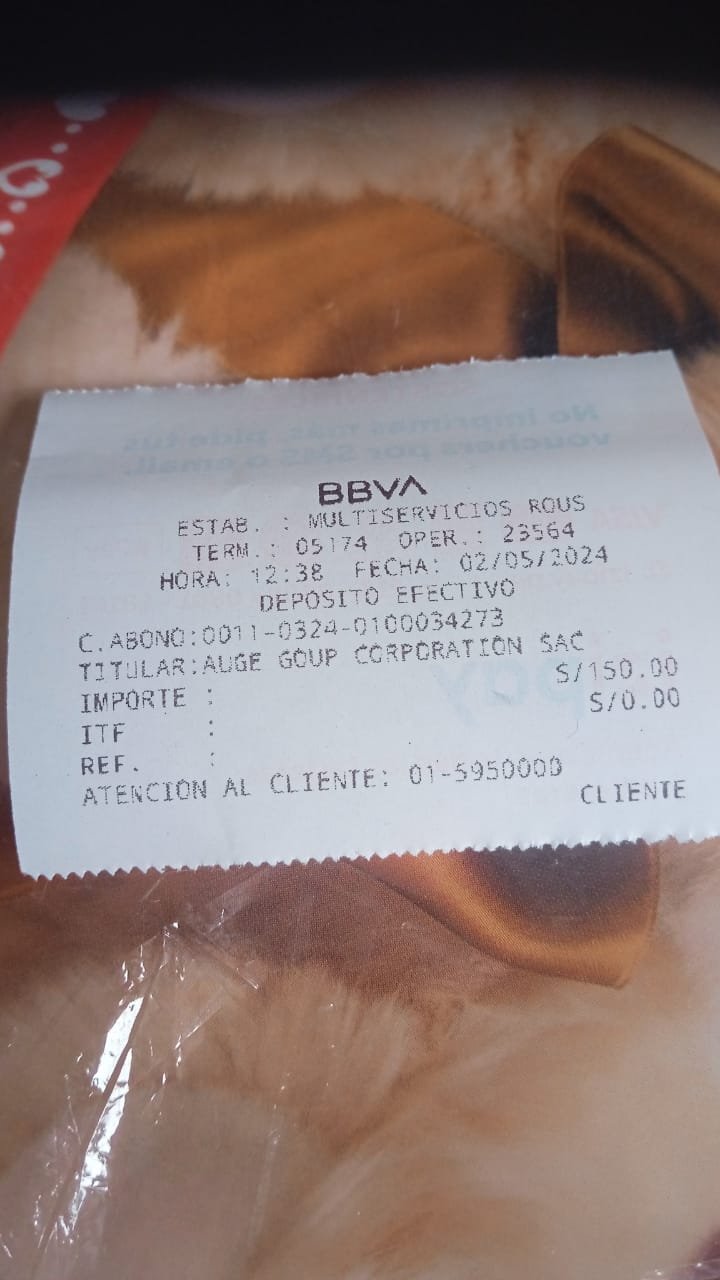 BBVA
ESTAB. : MULTISERVICIOS ROUS
TERM.: 05174 OPER.: 23564
HORA: 12:38 FECHA: 02/05/2024
DEPOSITO EFECTIVO
C.ABONO:0011-0324-0100034273
TITULAR:AUGE GOUP CORPORATION SAC
IMPORTE : S/150.00
ITF : S/0.00
REF. :
ATENCION AL CLIENTE: 01-5950000
CLIENTE
No imprimas más, pide tus
vouchers por SMS o email.
pay